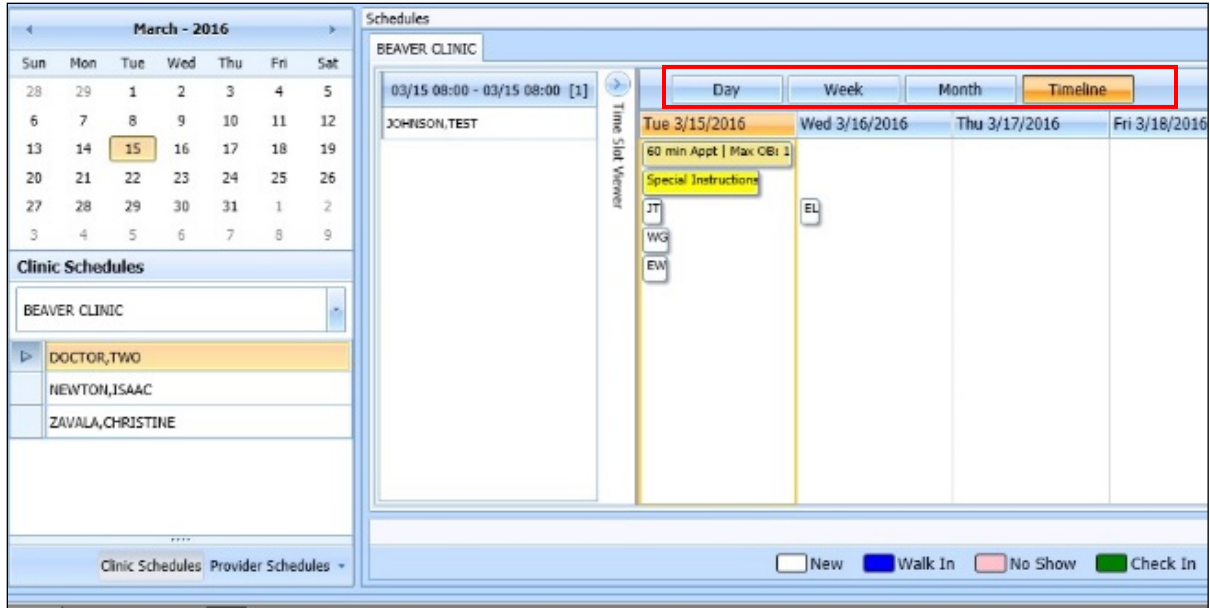 March - 2016
Sun Mon Tue Wed Thu Fri Sat
28 29 1 2 3 4 5
6 7 8 9 10 11 12
13 14 15 16 17 18 19
20 21 22 23 24 25 26
27 28 29 30 31 1 2
3 4 5 6 7 8 9
Clinic Schedules
BEAVER CLINIC
DOCTOR,TWO
NEWTON,ISAAC
ZAVALA,CHRISTINE
Clinic Schedules Provider Schedules
Schedules
BEAVER CLINIC
03/15 08:00 - 03/15 08:00 [1]
JOHNSON,TEST
Time Slot Viewer
Day Week Month Timeline
Tue 3/15/2016 Wed 3/16/2016 Thu 3/17/2016 Fri 3/18/2016
60 min Appt | Max OB: 1
Special Instructions
JT EL
WG
EW
New Walk In No Show Check In